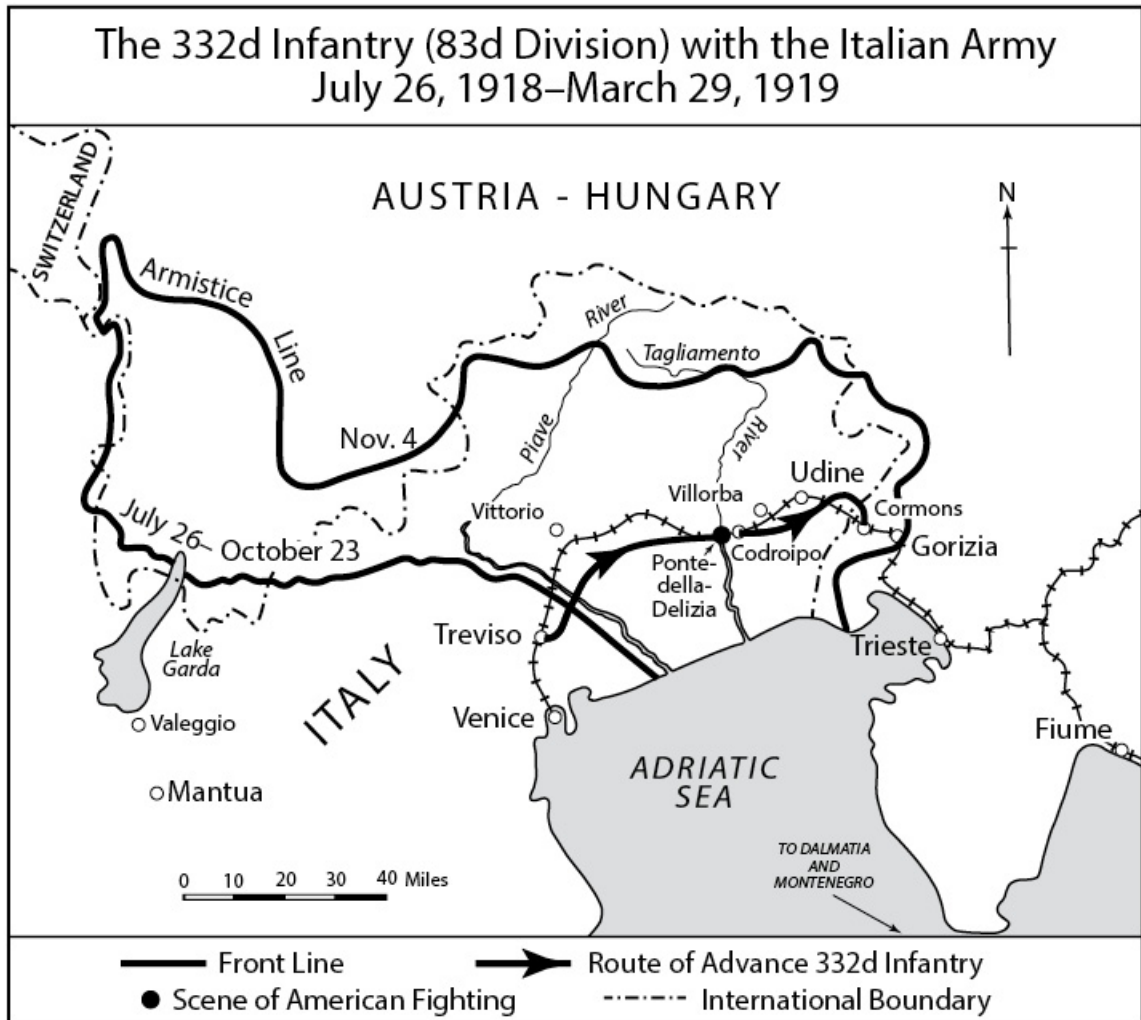 The 332d Infantry (83d Division) with the Italian Army
July 26, 1918–March 29, 1919
SWITZERLAND
AUSTRIA - HUNGARY
N
Armistice
Line
River
Tagliamento
Nov. 4
Piave
River
Udine
Villorba
Vittorio
Cormons
July 26–
October 23
Codroipo
Gorizia
Ponte-
della-
Delizia
Treviso
Trieste
Lake
Garda
ITALY
Venice
Valeggio
Fiume
ADRIATIC
SEA
Mantua
TO DALMATIA
AND
MONTENEGRO
0 10 20 30 40 Miles
Front Line
Route of Advance 332d Infantry
Scene of American Fighting
International Boundary